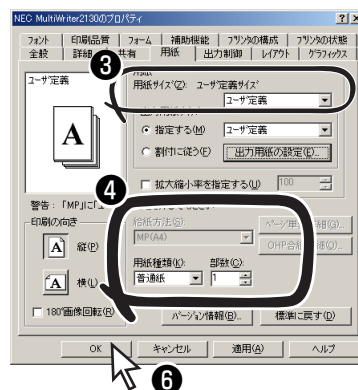 NEC MultiWriter2130のプロパティ
フォント 印刷品質 フォーム 補助機能 プリンタの構成 プリンタの状態
全般 詳細 共有 用紙 出力制御 レイアウト グラフィックス
ユーザ定義
❸
用紙
用紙サイズ(Z): ユーザ定義サイズ
ユーザ定義
A
指定する(M) ユーザ定義
割付に従う(F) 出力用紙の設定(E)...
拡大縮小率を指定する(U) 100
❹
警告:「MP」に「
印刷の向き
A 縦(P)
A 横(L)
180°画像回転(R)
給紙方法(S):
MP(A4)
用紙種類(K): 部数(C):
普通紙 1
バージョン情報(B)... 標準に戻す(D)
OK キャンセル 適用(A) ヘルプ
❻